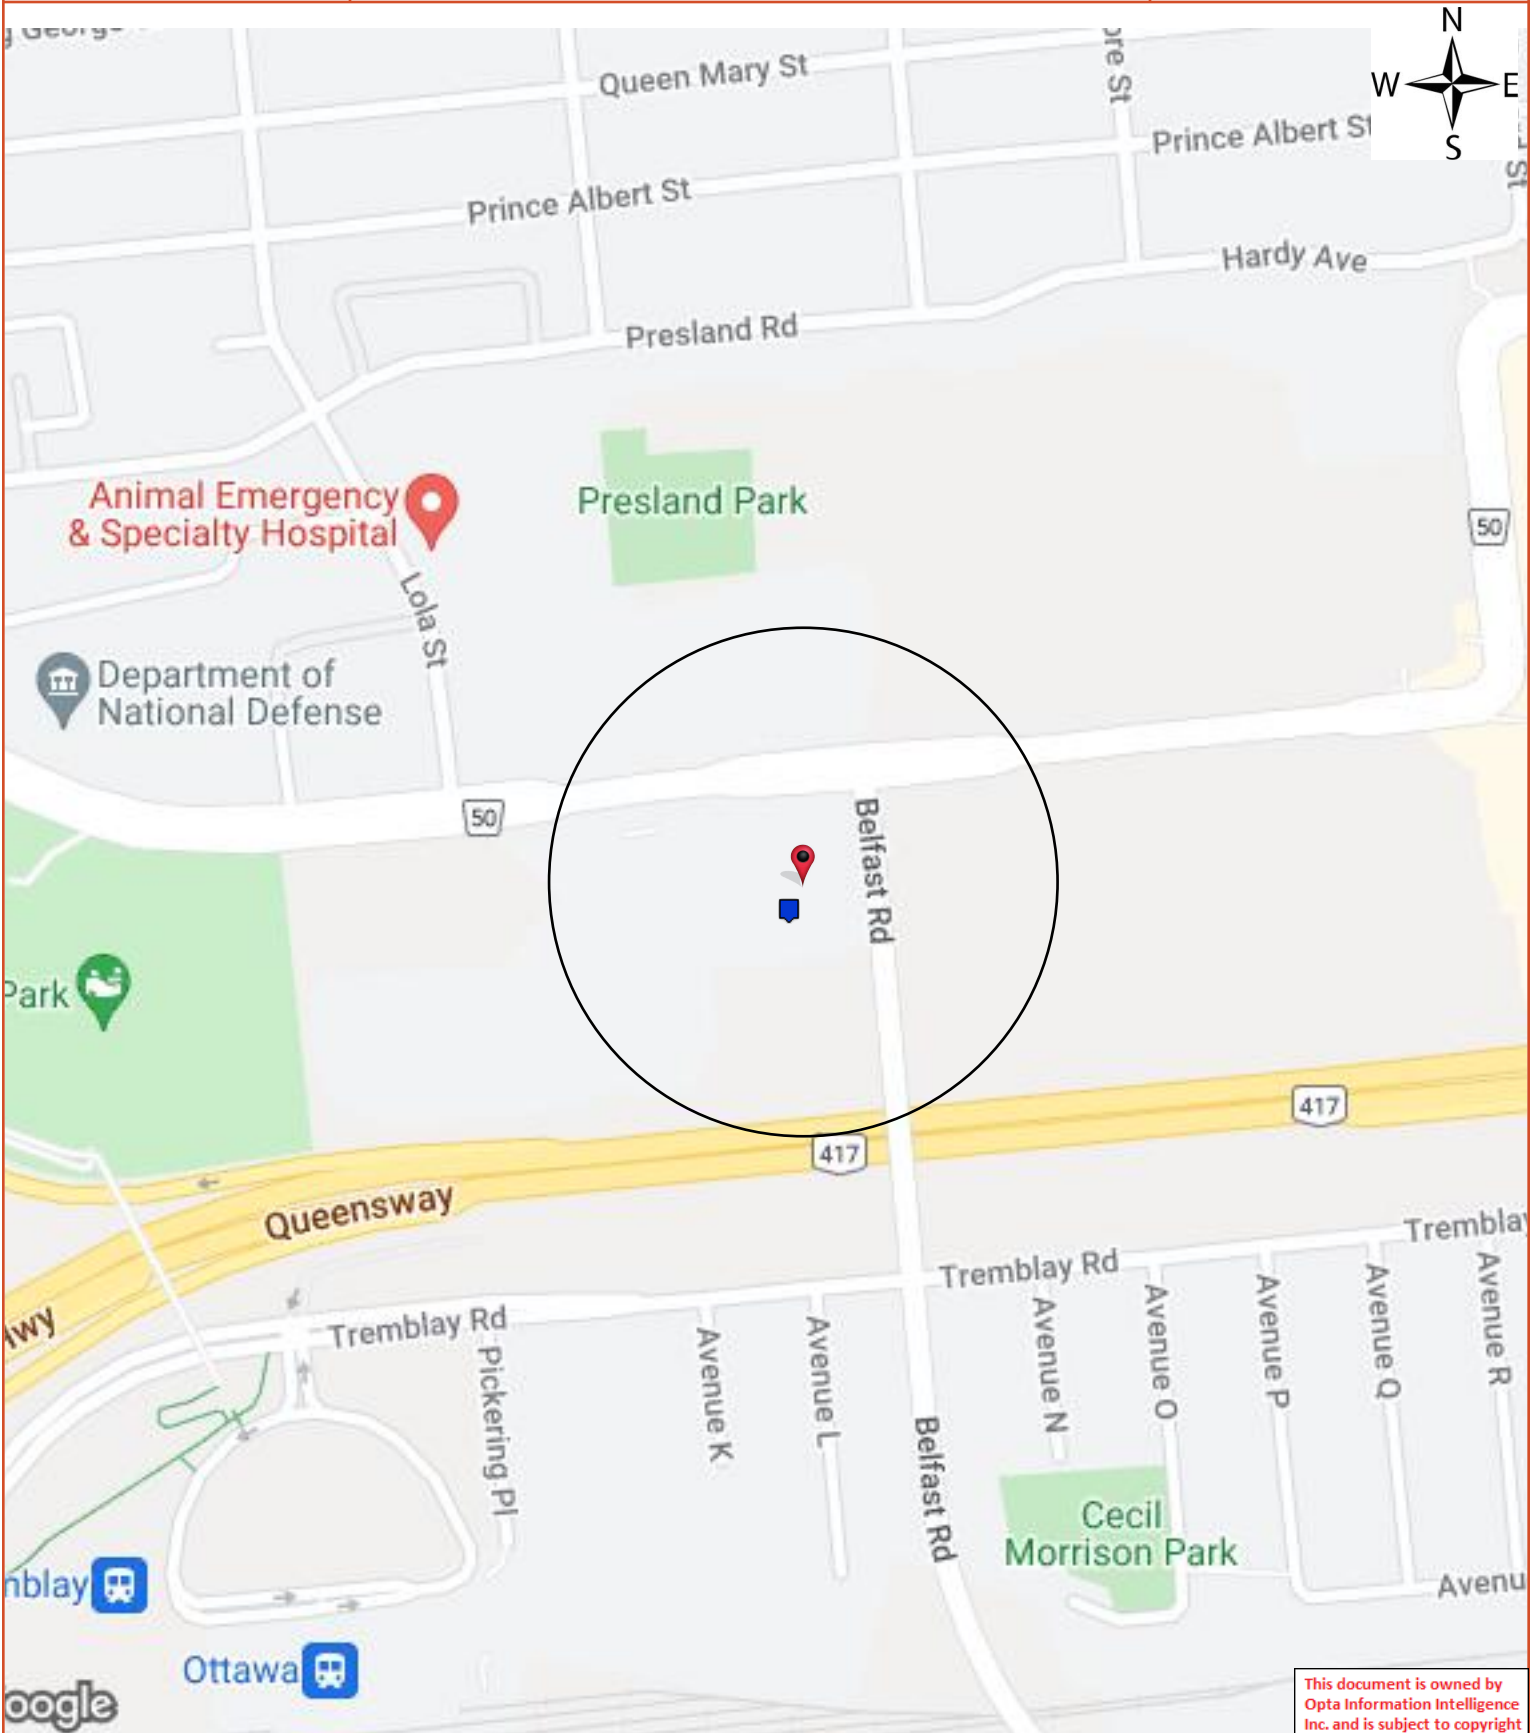 N
W E
S
Queen Mary St
Prince Albert St
Prince Albert
Hardy Ave
Presland Rd
Animal Emergency
& Specialty Hospital
Presland Park
50
Lola St
Department of
National Defense
50
Belfast Rd
Park
417
417
Queensway
Tremblay Rd
Tremblay Rd
Pickering Pl
Avenue K
Avenue L
Avenue N
Avenue O
Avenue P
Avenue Q
Avenue R
Belfast Rd
Cecil
Morrison Park
Ottawa
This document is owned by
Opta Information Intelligence
Inc. and is subject to copyright